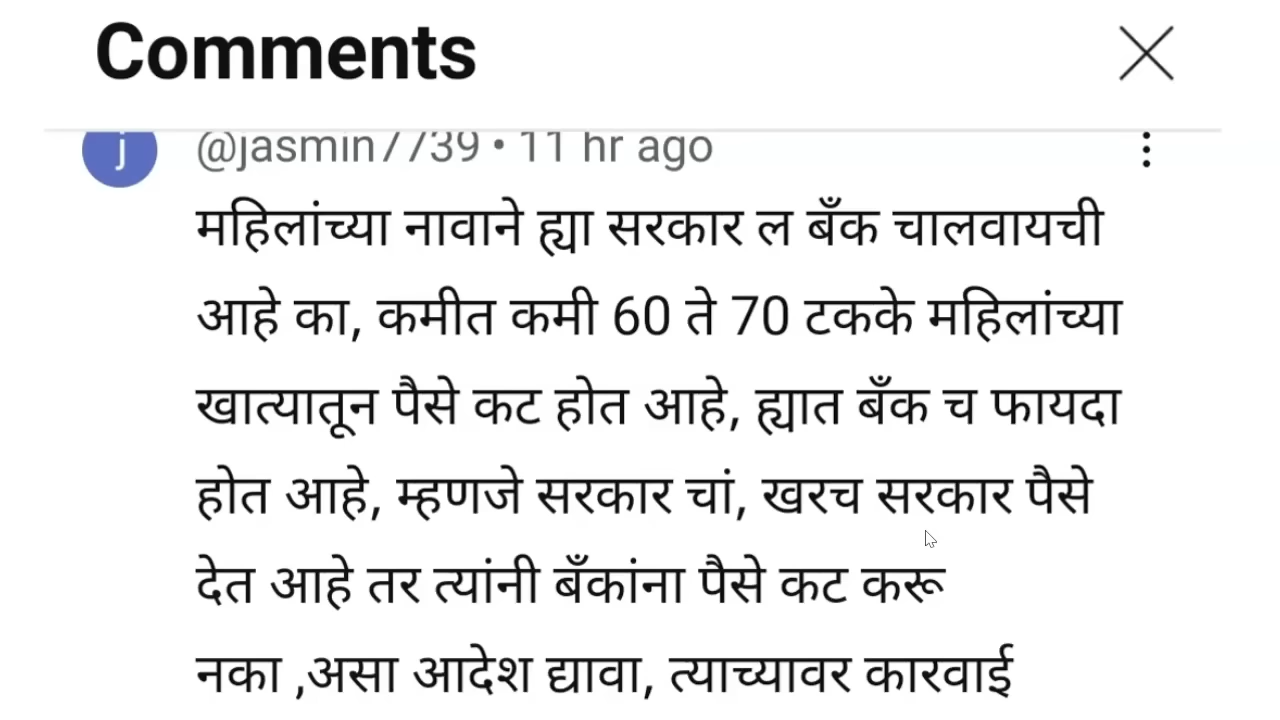 Comments
j @jasmin7739 • 11 hr ago
महिलांच्या नावाने ह्या सरकार ल बँक चालवायची
आहे का, कमीत कमी 60 ते 70 टकके महिलांच्या
खात्यातून पैसे कट होत आहे, ह्यात बँक च फायदा
होत आहे, म्हणजे सरकार चां, खरच सरकार पैसे
देत आहे तर त्यांनी बँकांना पैसे कट करू
नका ,असा आदेश द्यावा, त्याच्यावर कारवाई